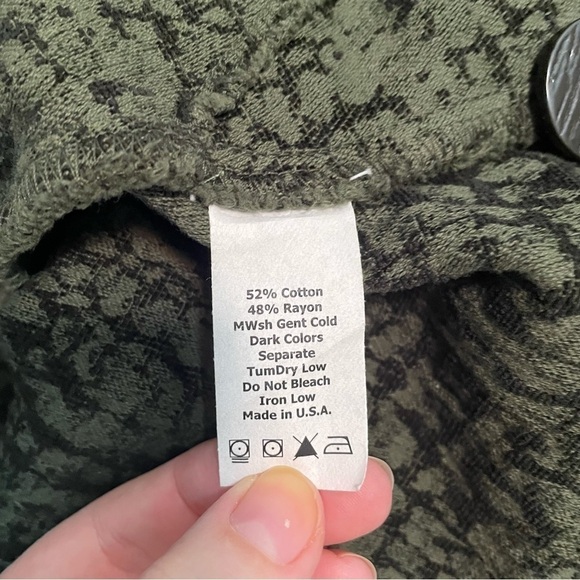 52% Cotton
48% Rayon
MWsh Gent Cold
Dark Colors
Separate
TumDry Low
Do Not Bleach
Iron Low
Made in U.S.A.